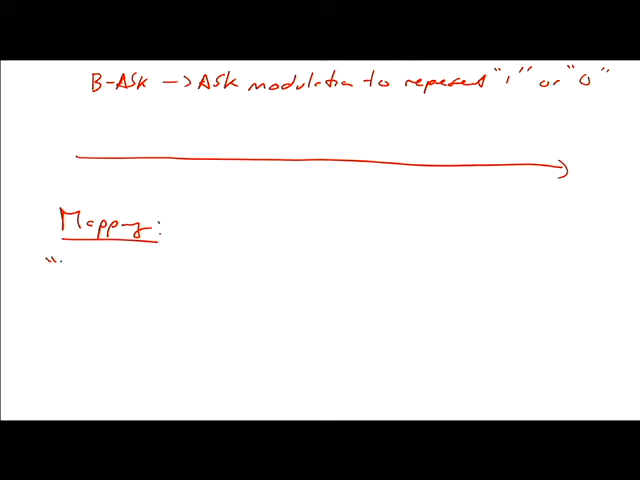 B-ASK → ASK modulation to represent "1" or "0"
Mapping:
"